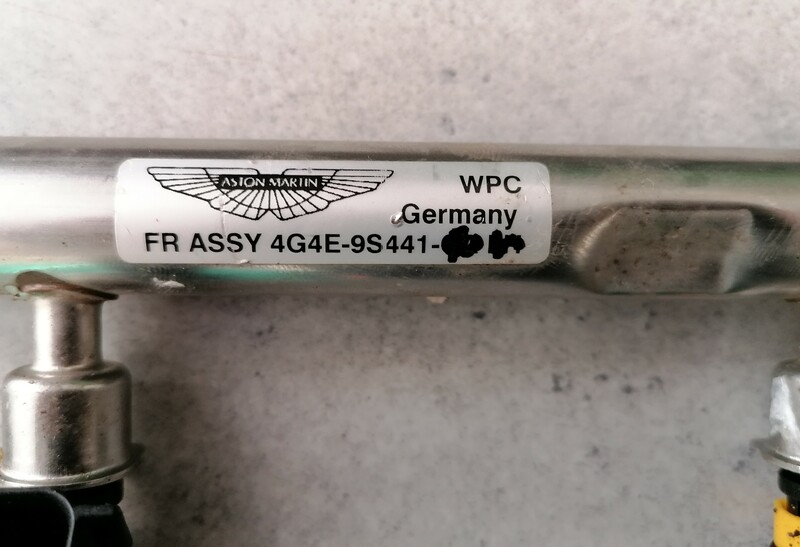 ASTON MARTIN
WPC
Germany
FR ASSY 4G4E-9S441-